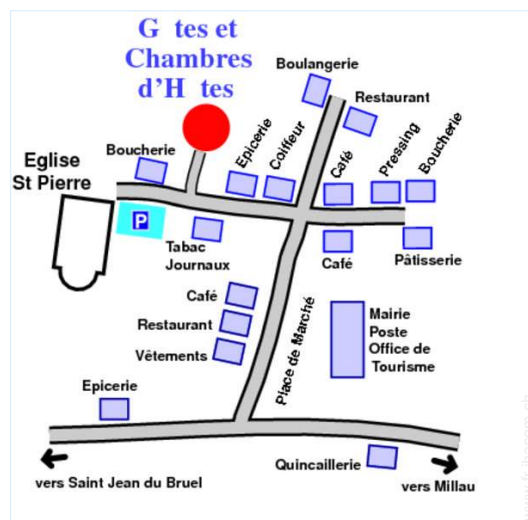 G tes et
Chambres
d'H tes
Boulangerie
Restaurant
Boucherie
Epicerie
Coiffeur
Café
Pressing
Boucherie
Eglise
St Pierre
P
Tabac
Journaux
Café
Pâtisserie
Café
Restaurant
Vêtements
Place de Marché
Mairie
Poste
Office de
Tourisme
Epicerie
Quincaillerie
vers Saint Jean du Bruel
vers Millau